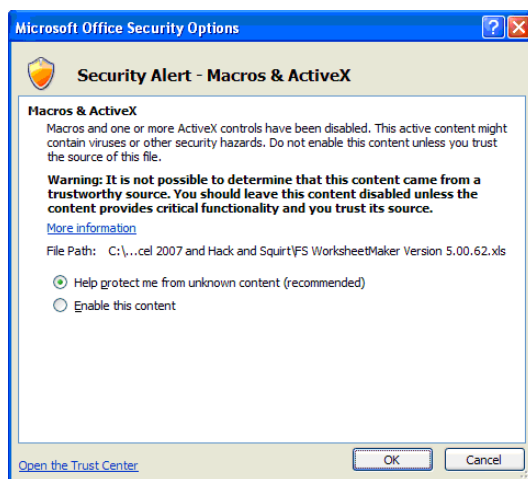 Microsoft Office Security Options
Security Alert - Macros & ActiveX
Macros & ActiveX
Macros and one or more ActiveX controls have been disabled. This active content might
contain viruses or other security hazards. Do not enable this content unless you trust
the source of this file.
Warning: It is not possible to determine that this content came from a
trustworthy source. You should leave this content disabled unless the
content provides critical functionality and you trust its source.
More information
File Path: C:\...cel 2007 and Hack and Squirt\FS WorksheetMaker Version 5.00.62.xls
Help protect me from unknown content (recommended)
Enable this content
Open the Trust Center
OK
Cancel